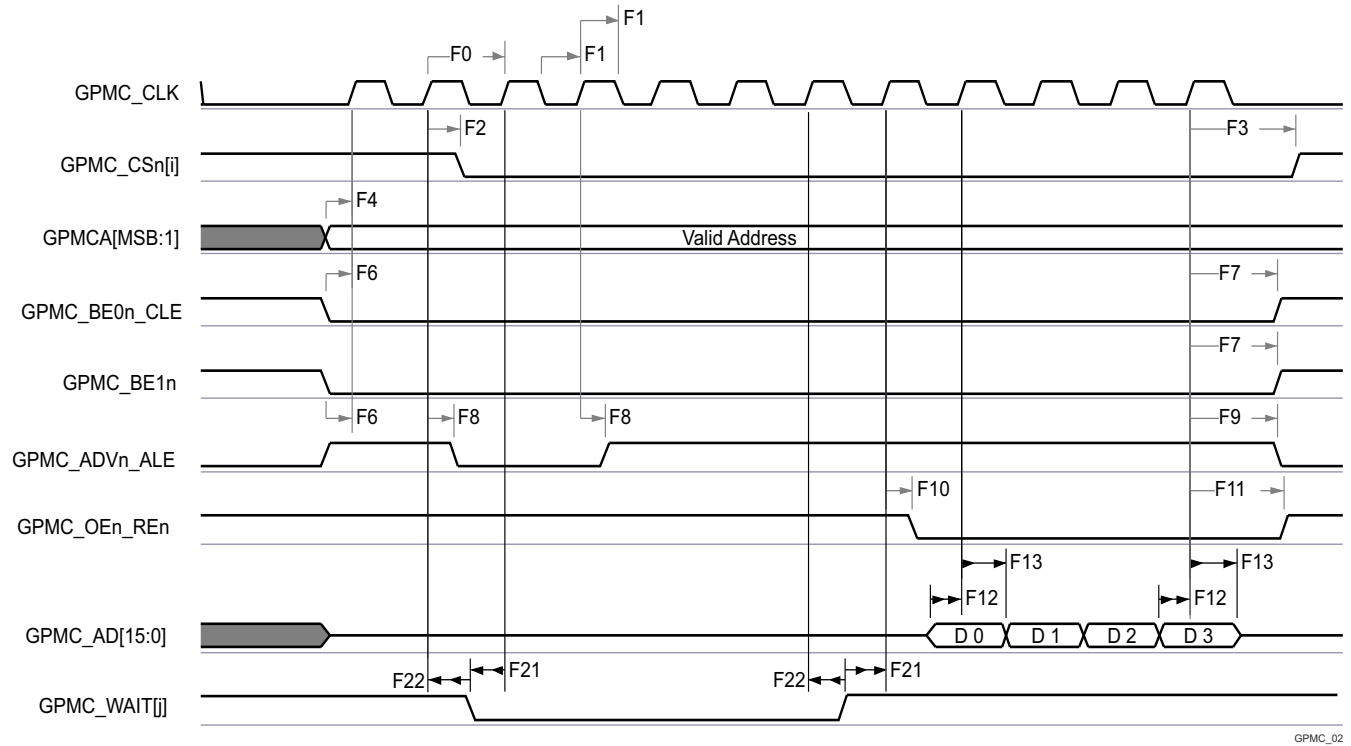 F1
F0 F1
GPMC_CLK
F2 F3
GPMC_CSn[i]
F4
GPMCA[MSB:1] Valid Address
F6 F7
GPMC_BE0n_CLE
F7
GPMC_BE1n
F6 F8 F8 F9
GPMC_ADVn_ALE
F10 F11
GPMC_OEn_REn
F13 F13
F12 F12
GPMC_AD[15:0] D 0 D 1 D 2 D 3
F22 F21 F22 F21
GPMC_WAIT[j]
GPMC_02